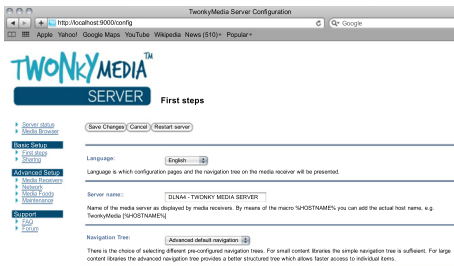 TwonkyMedia Server Configuration
http://localhost:9000/config
Google
Apple Yahoo! Google Maps YouTube Wikipedia News (510) Popular
TWONKYMEDIA™
SERVER
First steps
Server status
Media Browser
Save Changes Cancel Restart server
Basic Setup
First steps
Sharing
Advanced Setup
Media Receivers
Network
Media Feeds
Maintenance
Support
FAQ
Forum
Language: English
Language is which configuration pages and the navigation tree on the media receiver will be presented.
Server name:: DLNA4 - TWONKY MEDIA SERVER
Name of the media server as displayed by media receivers. By means of the macro %HOSTNAME% you can add the actual host name, e.g.
TwonkyMedia [%HOSTNAME%]
Navigation Tree: Advanced default navigation
There is the choice of selecting different pre-configured navigation trees. For small content libraries the simple navigation tree is suffieient. For large
content libraries the advanced navigation tree provides a better structured tree which allows faster access to individual items.